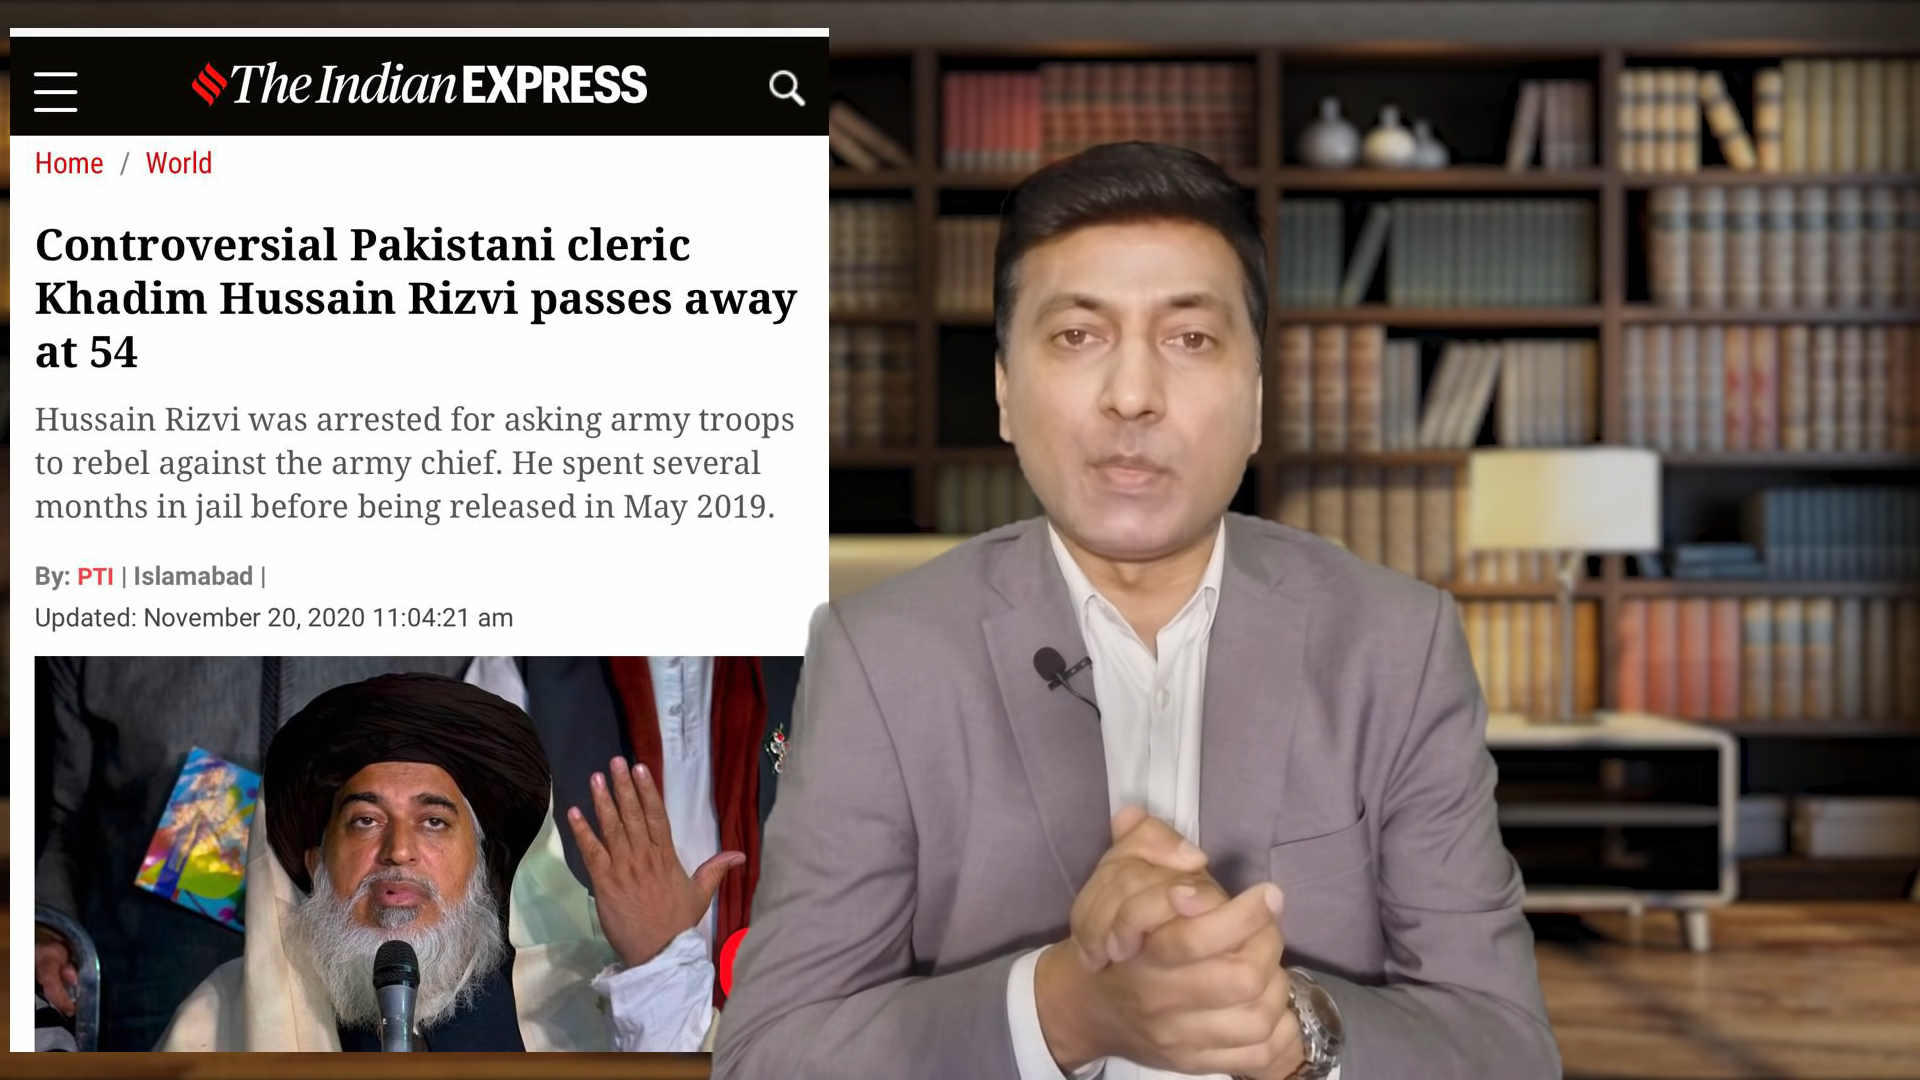 The Indian EXPRESS
Home / World
Controversial Pakistani cleric
Khadim Hussain Rizvi passes away
at 54
Hussain Rizvi was arrested for asking army troops
to rebel against the army chief. He spent several
months in jail before being released in May 2019.
By: PTI | Islamabad |
Updated: November 20, 2020 11:04:21 am